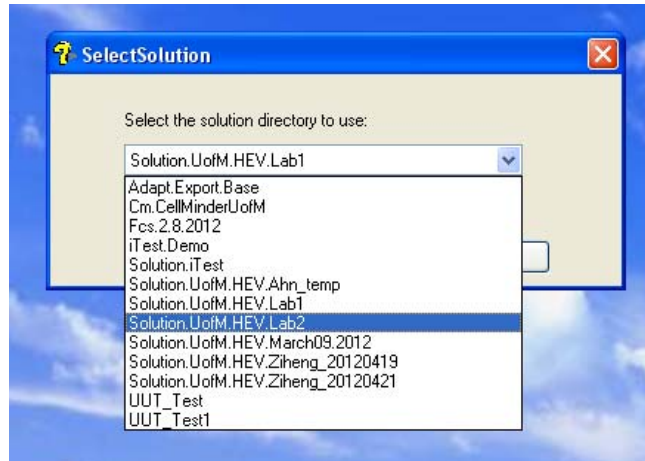 SelectSolution
Select the solution directory to use:
Solution.UofM.HEV.Lab1
Adapt.Export.Base
Cm.CellMinderUofM
Fcs.2.8.2012
iTest.Demo
Solution.iTest
Solution.UofM.HEV.Ahn_temp
Solution.UofM.HEV.Lab1
Solution.UofM.HEV.Lab2
Solution.UofM.HEV.March09.2012
Solution.UofM.HEV.Ziheng_20120419
Solution.UofM.HEV.Ziheng_20120421
UUT_Test
UUT_Test1